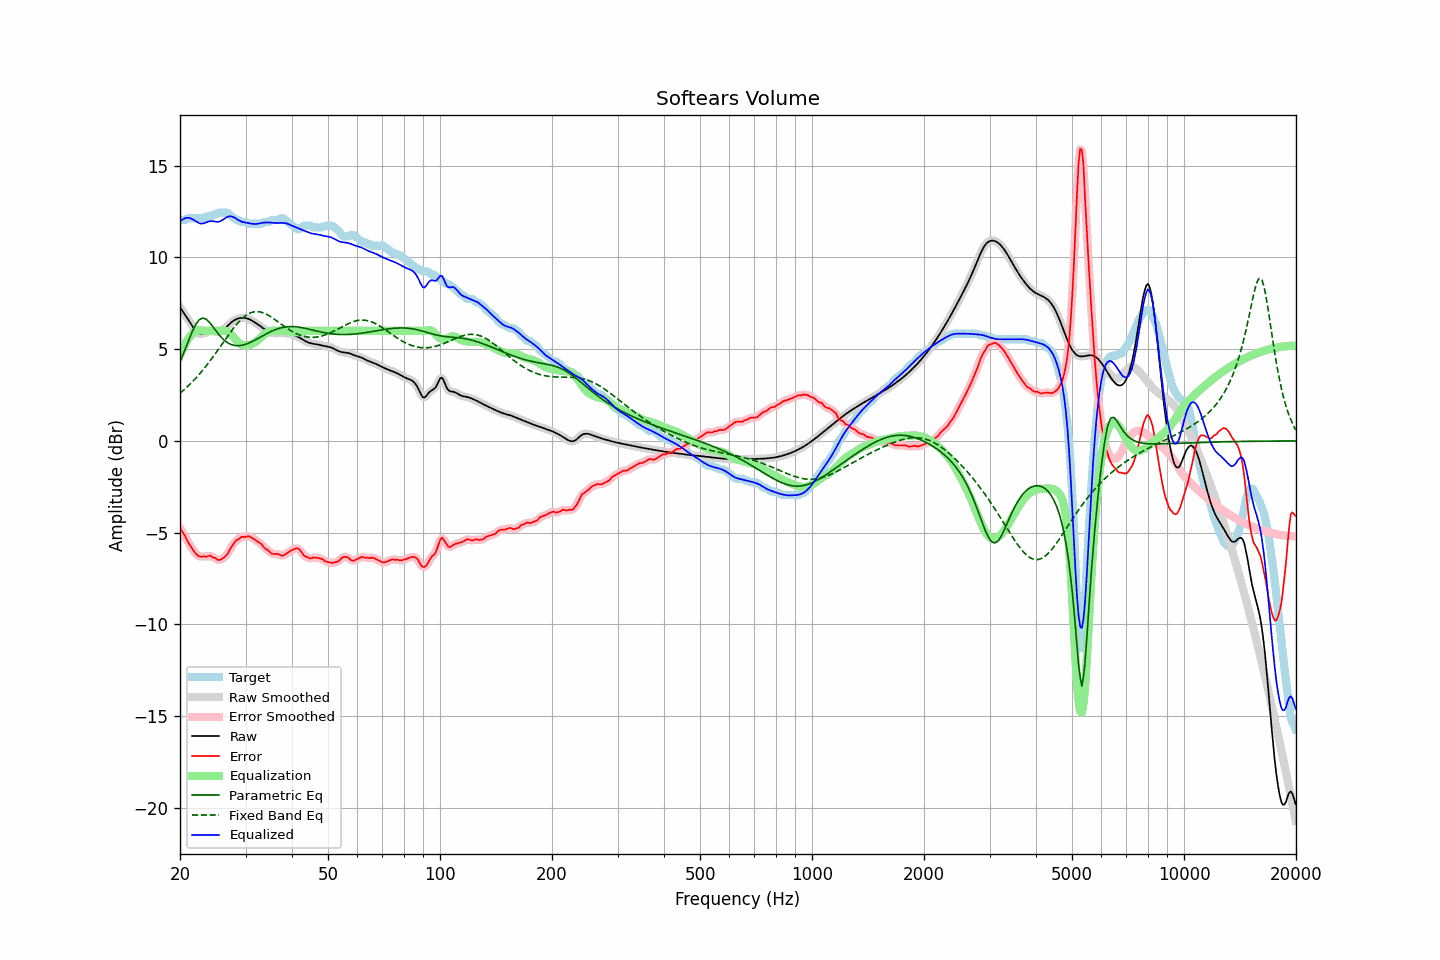 Softears Volume
Amplitude (dBr)
15
10
5
0
−5
−10
−15
−20
Target
Raw Smoothed
Error Smoothed
Raw
Error
Equalization
Parametric Eq
Fixed Band Eq
Equalized
20 50 100 200 500 1000 2000 5000 10000 20000
Frequency (Hz)